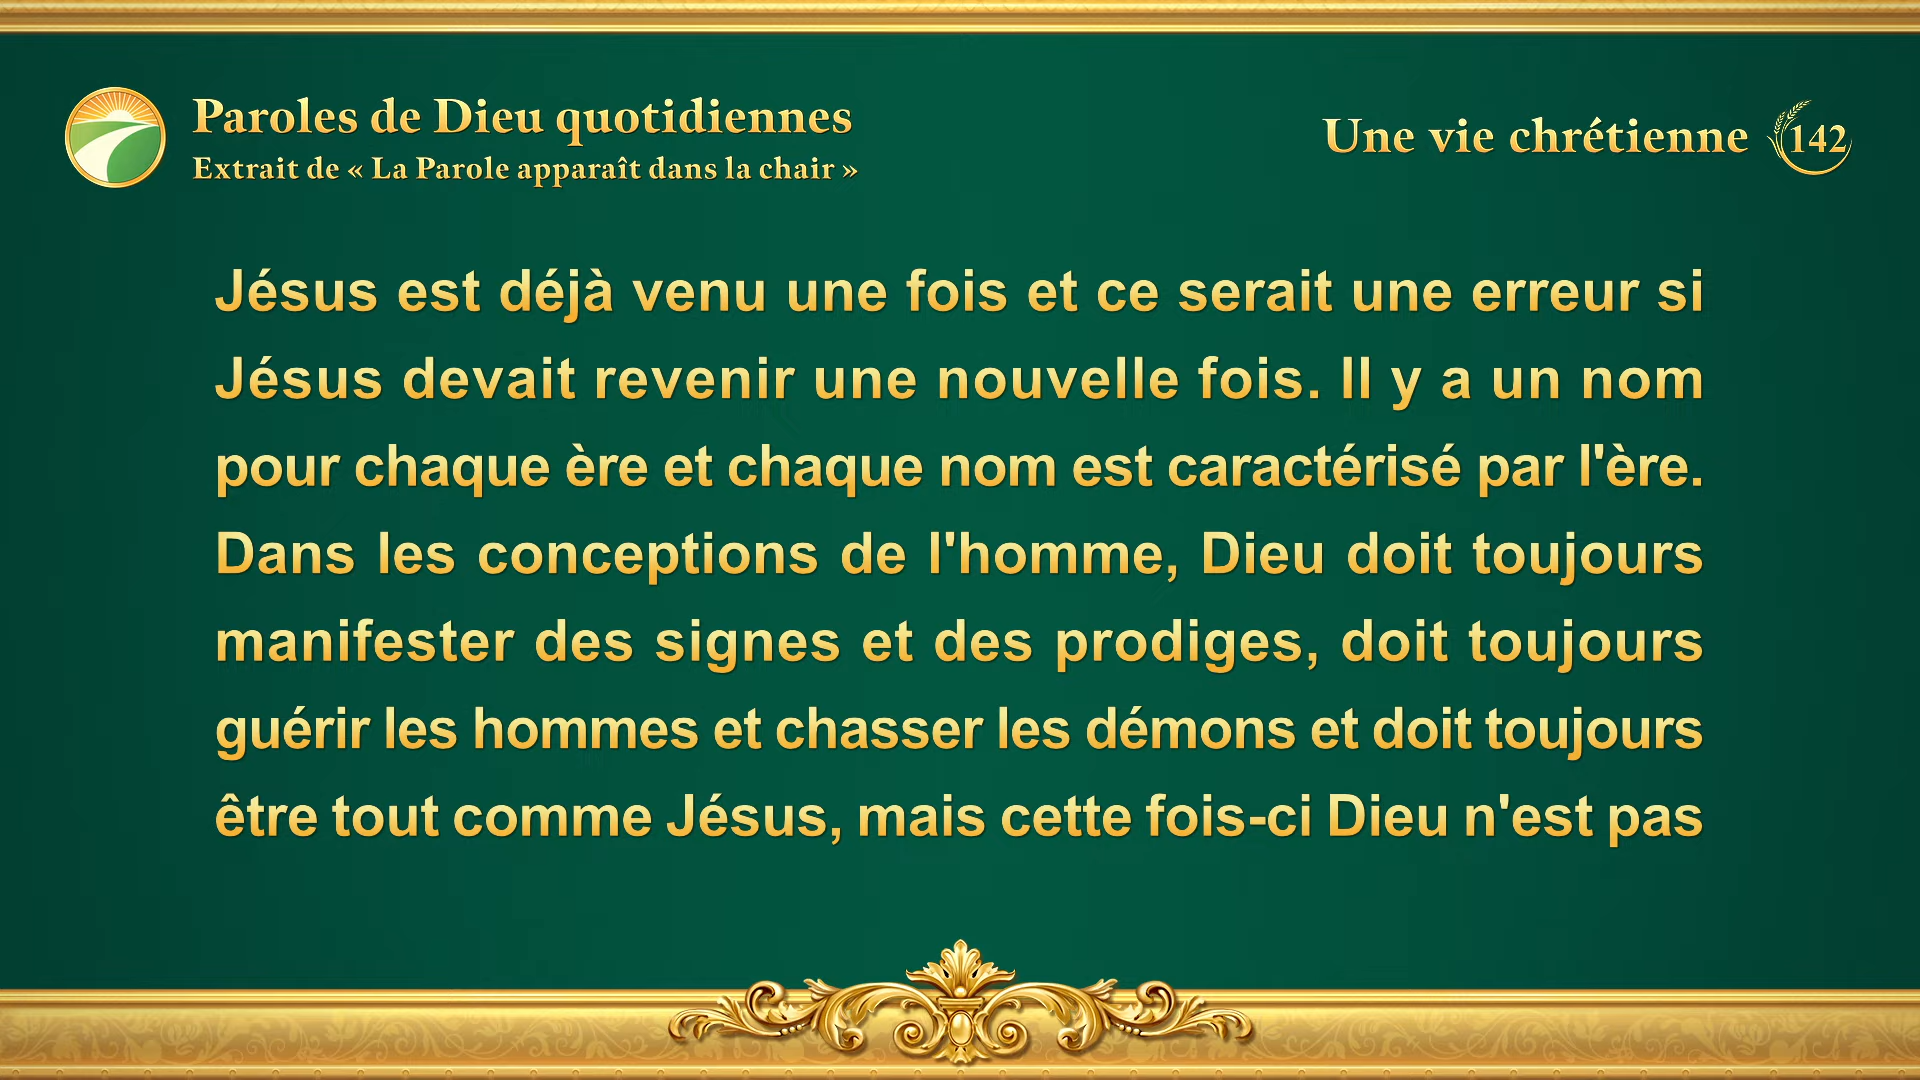 Paroles de Dieu quotidiennes
Extrait de « La Parole apparaît dans la chair »
Une vie chrétienne 142
Jésus est déjà venu une fois et ce serait une erreur si
Jésus devait revenir une nouvelle fois. Il y a un nom
pour chaque ère et chaque nom est caractérisé par l'ère.
Dans les conceptions de l'homme, Dieu doit toujours
manifester des signes et des prodiges, doit toujours
guérir les hommes et chasser les démons et doit toujours
être tout comme Jésus, mais cette fois-ci Dieu n'est pas